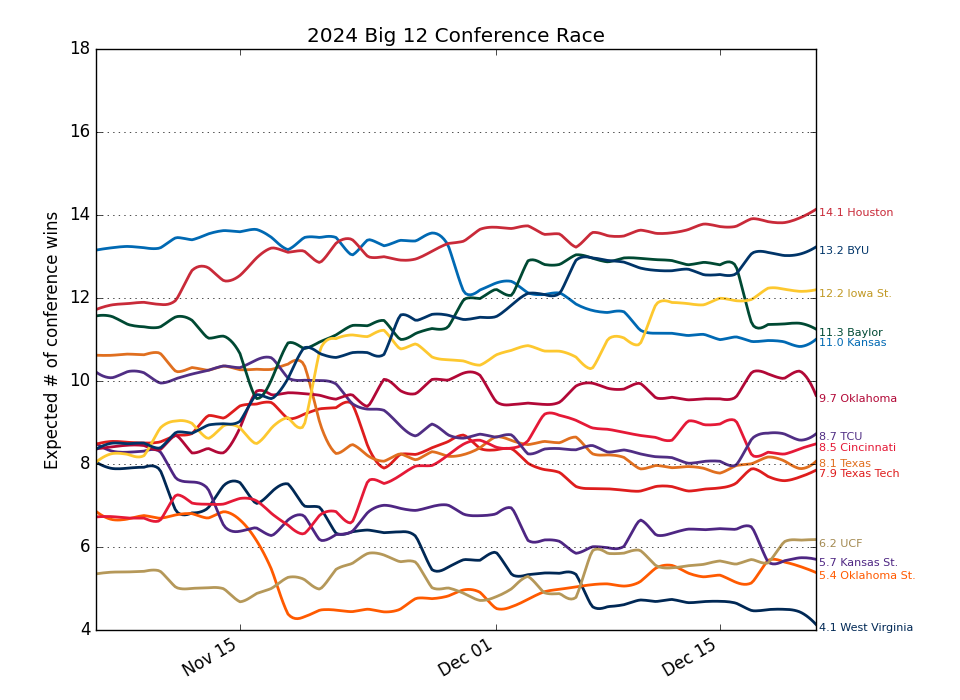 2024 Big 12 Conference Race
Expected # of conference wins
18
16
14
12
10
8
6
4
Nov 15
Dec 01
Dec 15
14.1 Houston
13.2 BYU
12.2 Iowa St.
11.3 Baylor
11.0 Kansas
9.7 Oklahoma
8.7 TCU
8.5 Cincinnati
8.1 Texas
7.9 Texas Tech
6.2 UCF
5.7 Kansas St.
5.4 Oklahoma St.
4.1 West Virginia